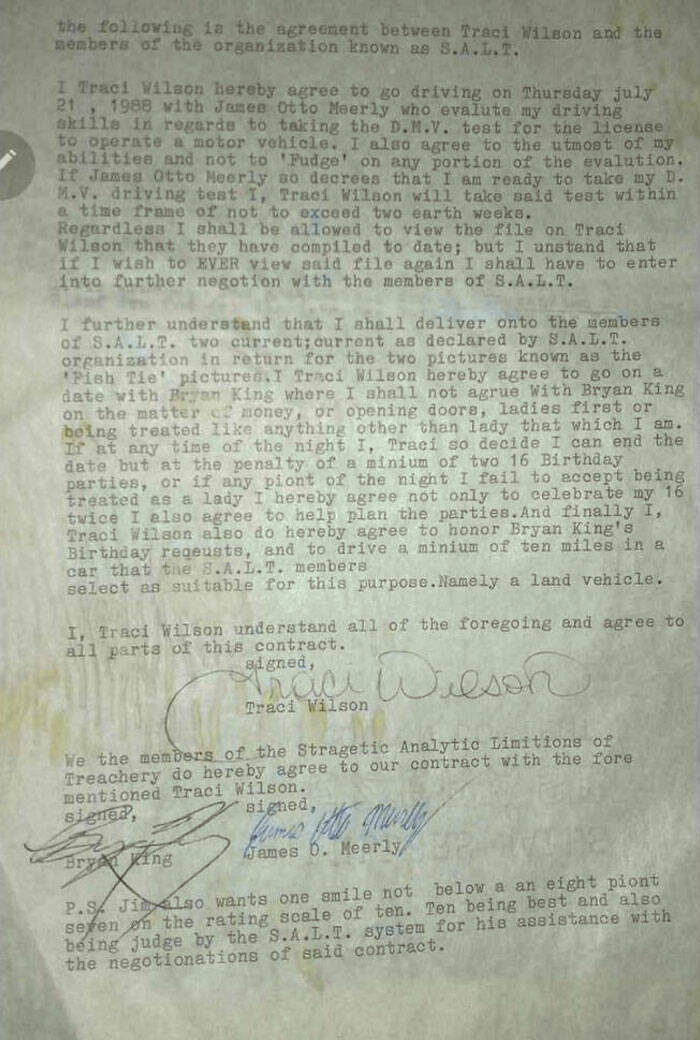 the following is the agreement between Traci Wilson and the
members of the organization known as S.A.L.T.
I Traci Wilson hereby agree to go driving on Thursday july
21 , 1988 with James Otto Meerly who evalute my driving
skills in regards to taking the D.M.V. test for the license
to operate a motor vehicle. I also agree to the utmost of my
abilities and not to 'Fudge' on any portion of the evalution.
If James Otto Meerly so decrees that I am ready to take my D.
M.V. driving test I, Traci Wilson will take said test within
a time frame of not to exceed two earth weeks.
Regardless I shall be allowed to view the file on Traci
Wilson that they have compiled to date; but I unstand that
if I wish to EVER view said file again I shall have to enter
into further negotion with the members of S.A.L.T.
I further understand that I shall deliver onto the members
of S.A.L.T. two current;current as declared by S.A.L.T.
organization in return for the two pictures known as the
'Pish Tie' pictures.I Traci Wilson hereby agree to go on a
date with Bryan King where I shall not agrue With Bryan King
on the matter of money, or opening doors, ladies first or
being treated like anything other than lady that which I am.
If at any time of the night I, Traci so decide I can end the
date but at the penalty of a minium of two 16 Birthday
parties, or if any piont of the night I fail to accept being
treated as a lady I hereby agree not only to celebrate my 16
twice I also agree to help plan the parties.And finally I,
Traci Wilson also do hereby agree to honor Bryan King's
Birthday reqeusts, and to drive a minium of ten miles in a
car that the S.A.L.T. members
select as suitable for this purpose.Namely a land vehicle.
I, Traci Wilson understand all of the foregoing and agree to
all parts of this contract.
signed,
Traci Wilson
Traci Wilson
We the members of the Stragetic Analytic Limitions of
Treachery do hereby agree to our contract with the fore
mentioned Traci Wilson.
signed, signed,
James Otto Meerly
Bryan King James O. Meerly
P.S. Jim also wants one smile not below a an eight piont
seven on the rating scale of ten. Ten being best and also
being judge by the S.A.L.T. system for his assistance with
the negotionations of said contract.